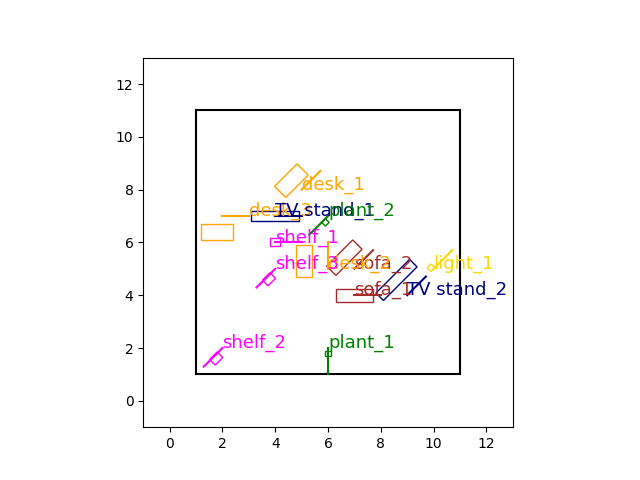 12
10
8
6
4
2
0
desk_1
desk_3
TV stand_1
plant_2
shelf_1
shelf_3
desk_2
sofa_2
light_1
sofa_1
TV stand_2
shelf_2
plant_1
0 2 4 6 8 10 12